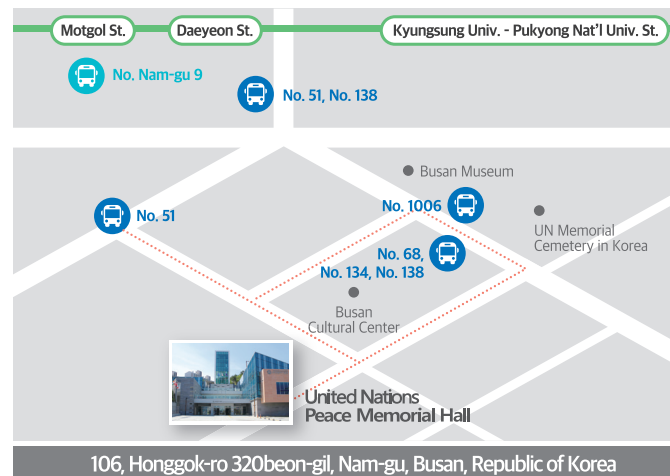 Motgol St.
Daeyeon St.
Kyungsung Univ. - Pukyong Nat'l Univ. St.
No. Nam-gu 9
No. 51, No. 138
Busan Museum
No. 1006
No. 51
UN Memorial
Cemetery in Korea
No. 68,
No. 134, No. 138
Busan
Cultural Center
United Nations
Peace Memorial Hall
106, Honggok-ro 320beon-gil, Nam-gu, Busan, Republic of Korea